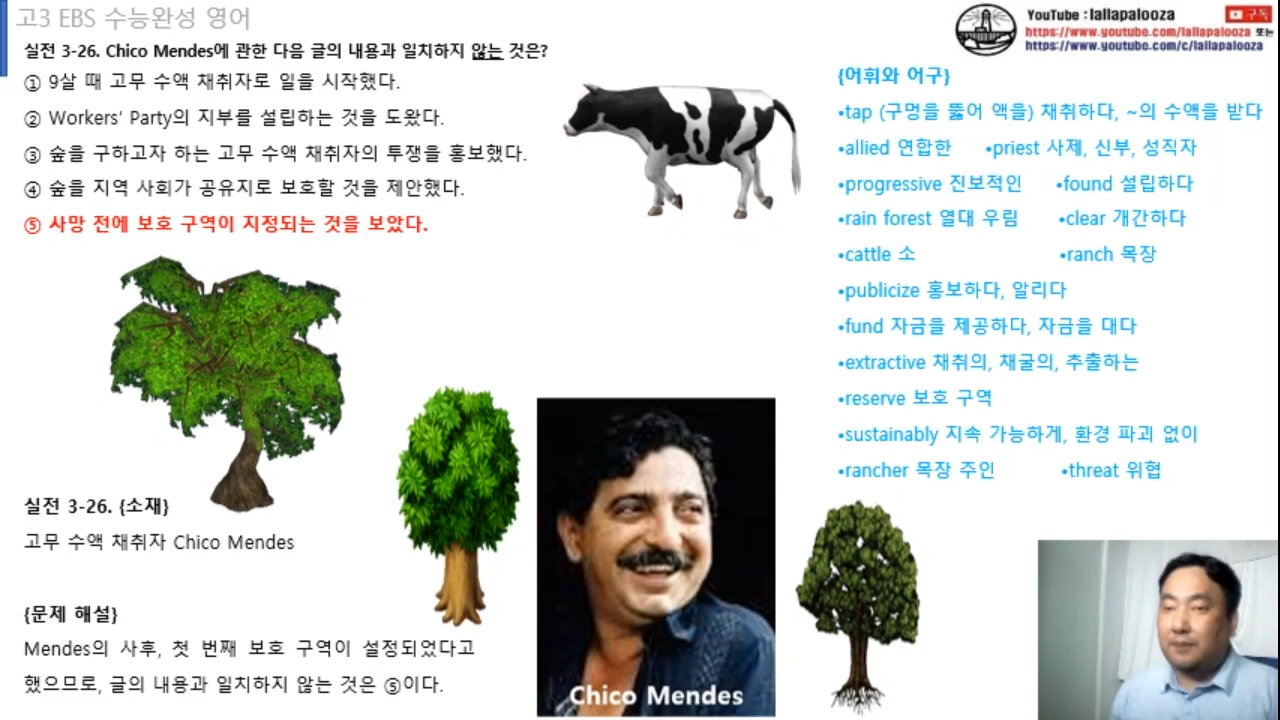 고3 EBS 수능완성 영어
YouTube : lallapalooza
구독
https://www.youtube.com/lallapalooza 또는
https://www.youtube.com/c/lallapalooza
실전 3-26. Chico Mendes에 관한 다음 글의 내용과 일치하지 않는 것은?
① 9살 때 고무 수액 채취자로 일을 시작했다.
② Workers' Party의 지부를 설립하는 것을 도왔다.
③ 숲을 구하고자 하는 고무 수액 채취자의 투쟁을 홍보했다.
④ 숲을 지역 사회가 공유지로 보호할 것을 제안했다.
⑤ 사망 전에 보호 구역이 지정되는 것을 보았다.
실전 3-26. {소재}
고무 수액 채취자 Chico Mendes
{문제 해설}
Mendes의 사후, 첫 번째 보호 구역이 설정되었다고
했으므로, 글의 내용과 일치하지 않는 것은 ⑤이다.
Chico Mendes
{어휘와 어구}
•tap (구멍을 뚫어 액을) 채취하다, ~의 수액을 받다
•allied 연합한 •priest 사제, 신부, 성직자
•progressive 진보적인 •found 설립하다
•rain forest 열대 우림 •clear 개간하다
•cattle 소 •ranch 목장
•publicize 홍보하다, 알리다
•fund 자금을 제공하다, 자금을 대다
•extractive 채취의, 채굴의, 추출하는
•reserve 보호 구역
•sustainably 지속 가능하게, 환경 파괴 없이
•rancher 목장 주인 •threat 위협